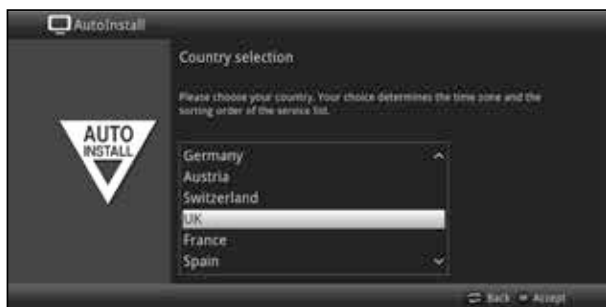 AutoInstall
Country selection
Please choose your country. Your choice determines the time zone and the
sorting order of the service list.
AUTO
INSTALL
Germany
Austria
Switzerland
UK
France
Spain
Back Accept